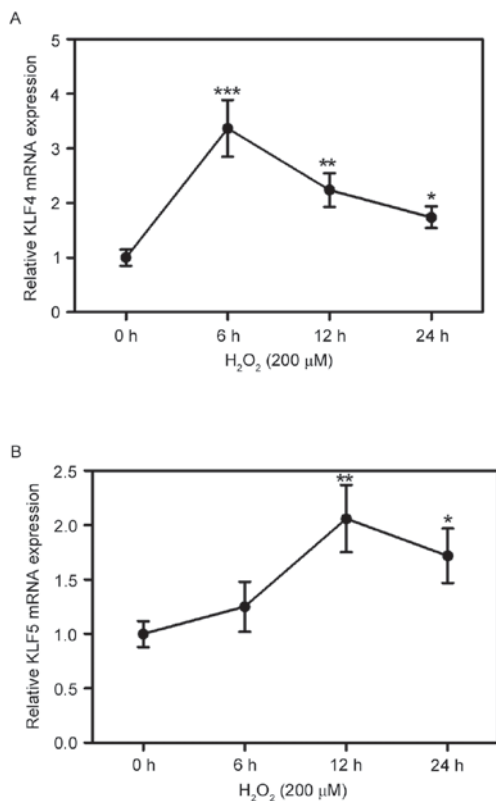 A
Relative KLF4 mRNA expression
5
4
3
2
1
0
***
**
*
0 h 6 h 12 h 24 h
H₂O₂ (200 μM)
B
Relative KLF5 mRNA expression
2.5
2.0
1.5
1.0
0.5
0.0
**
*
0 h 6 h 12 h 24 h
H₂O₂ (200 μM)